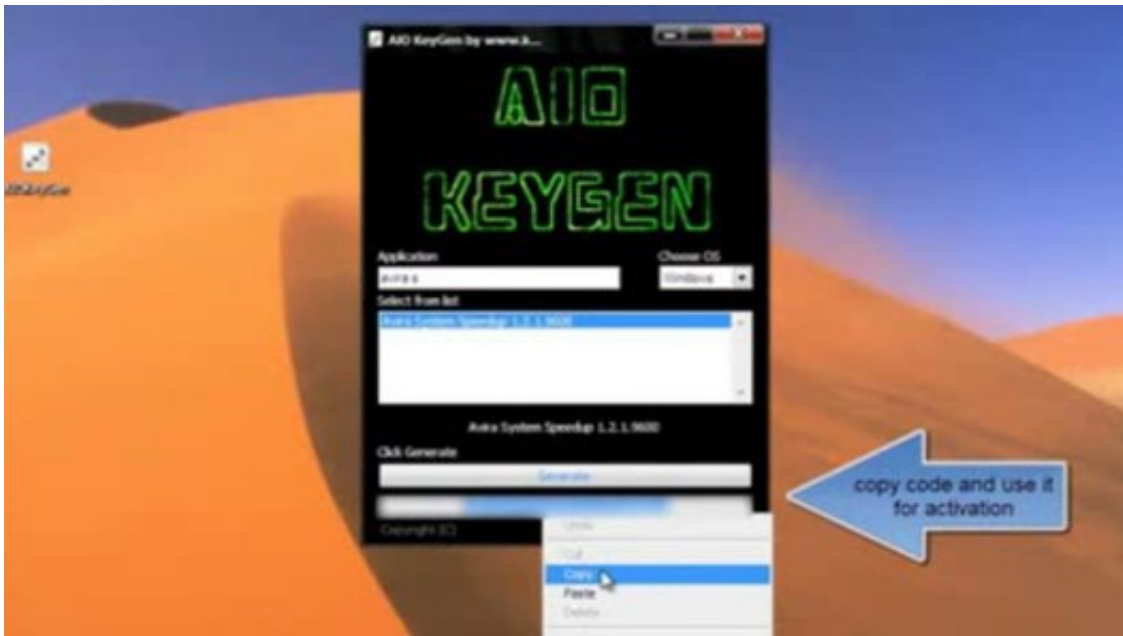 AIO KeyGen by www.k...
AIO
KEYGEN
Application
Choose OS
avira s
Windows
Select from list
Avira System Speedup 1.2.1.9600
Avira System Speedup 1.2.1.9600
Click Generate
Generate
copy code and use it
for activation
Copyright (C)
Undo
Cut
Copy
Paste
Delete